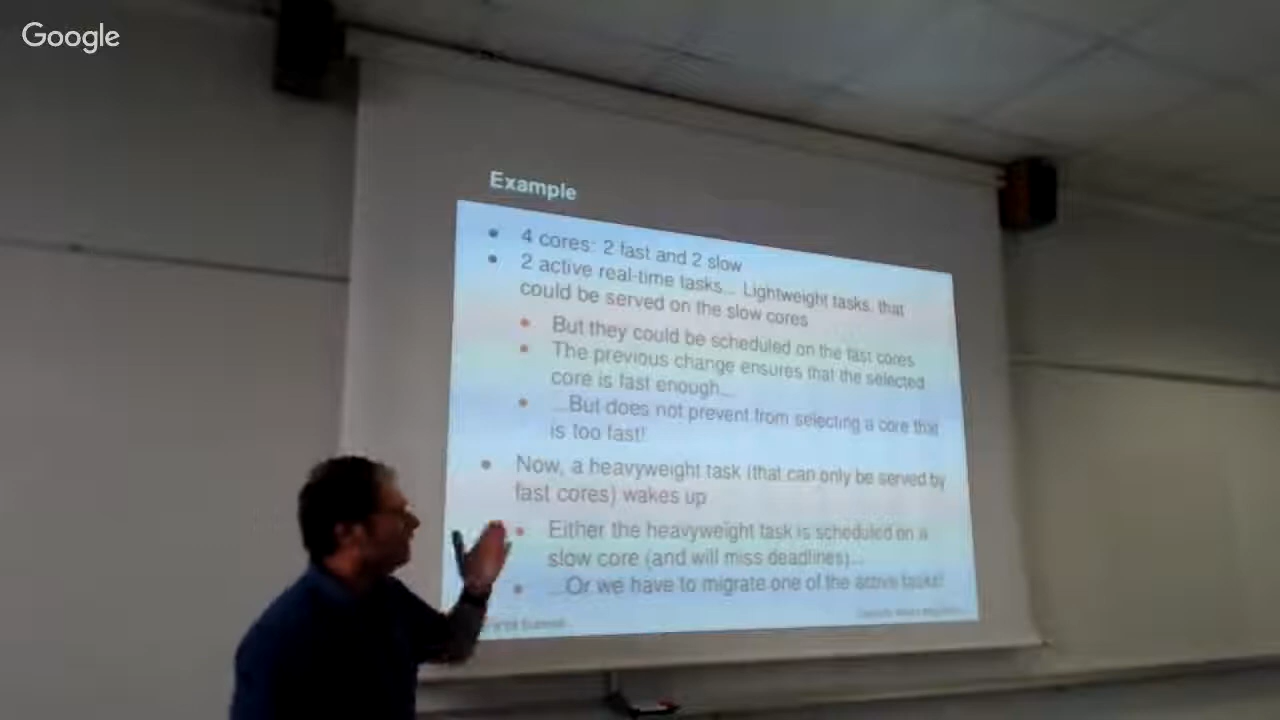 Google
Example
4 cores: 2 fast and 2 slow
2 active real-time tasks... Lightweight tasks, that
could be served on the slow cores
But they could be scheduled on the fast cores
The previous change ensures that the selected
core is fast enough...
...But does not prevent from selecting a core that
is too fast!
Now, a heavyweight task (that can only be served by
fast cores) wakes up
Either the heavyweight task is scheduled on a
slow core (and will miss deadlines)...
...Or we have to migrate one of the active tasks!